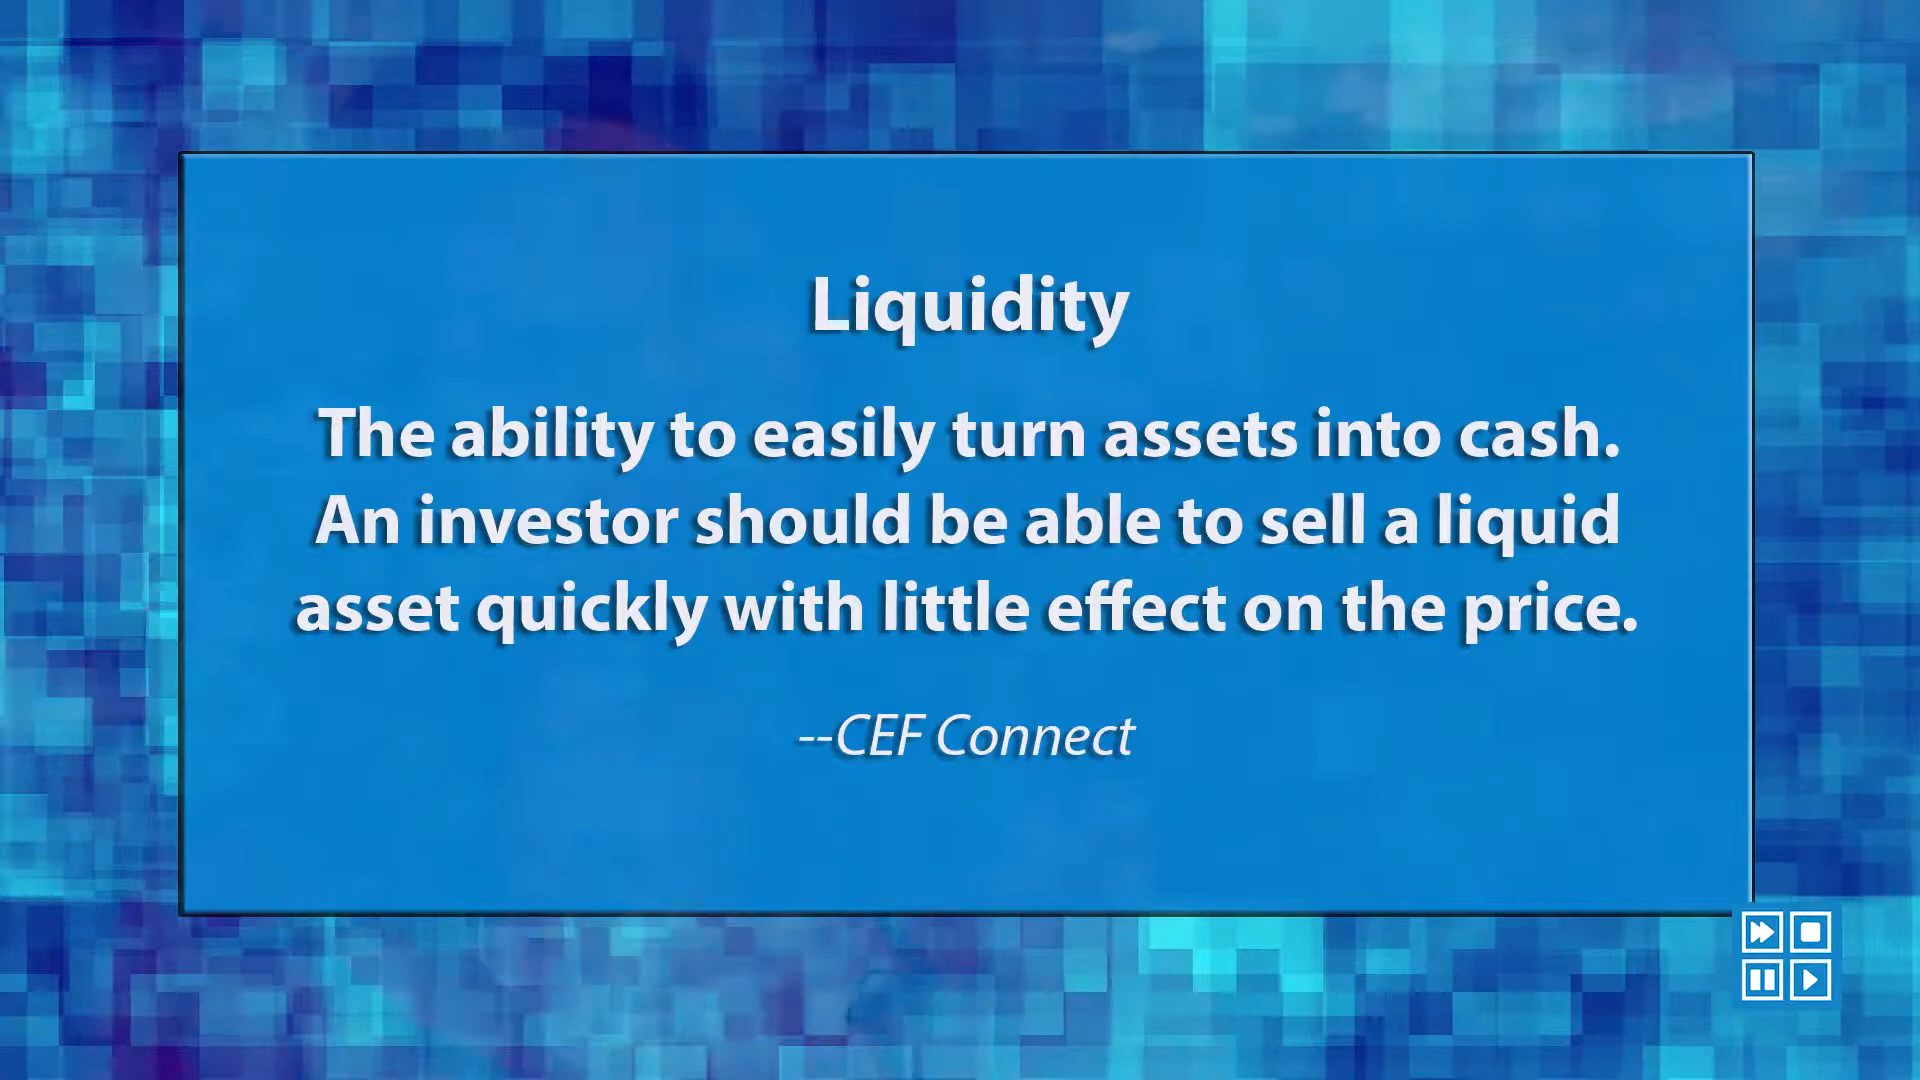 Liquidity
The ability to easily turn assets into cash.
An investor should be able to sell a liquid
asset quickly with little effect on the price.
--CEF Connect